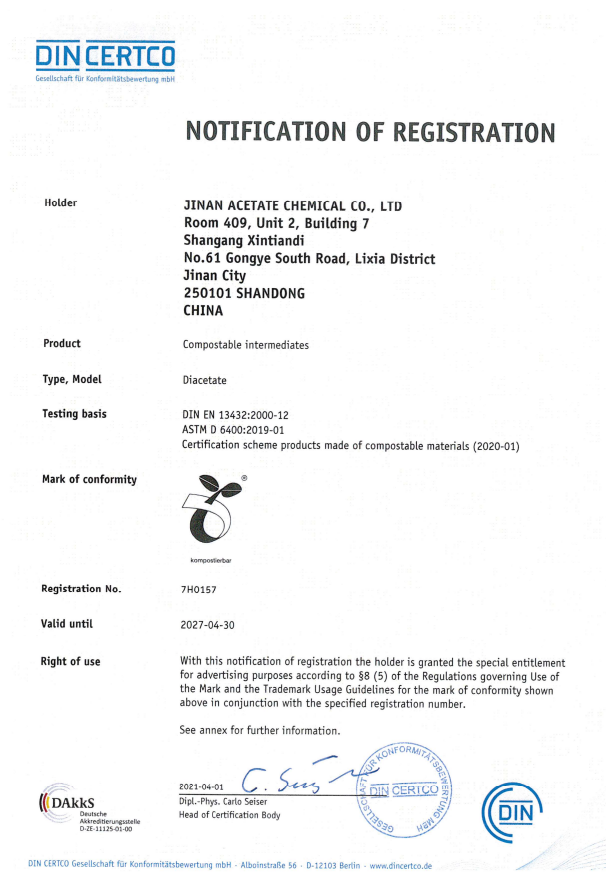 DIN CERTCO
Gesellschaft für Konformitätsbewertung mbH
NOTIFICATION OF REGISTRATION
Holder
JINAN ACETATE CHEMICAL CO., LTD
Room 409, Unit 2, Building 7
Shangang Xintiandi
No.61 Gongye South Road, Lixia District
Jinan City
250101 SHANDONG
CHINA
Product
Compostable intermediates
Type, Model
Diacetate
Testing basis
DIN EN 13432:2000-12
ASTM D 6400:2019-01
Certification scheme products made of compostable materials (2020-01)
Mark of conformity
®
kompostierbar
Registration No.
7H0157
Valid until
2027-04-30
Right of use
With this notification of registration the holder is granted the special entitlement
for advertising purposes according to §8 (5) of the Regulations governing Use of
the Mark and the Trademark Usage Guidelines for the mark of conformity shown
above in conjunction with the specified registration number.
See annex for further information.
2021-04-01
Dipl.-Phys. Carlo Seiser
Head of Certification Body
GESELLSCHAFT FÜR KONFORMITÄTSBEWERTUNG MBH
DIN CERTCO
DAkkS
Deutsche
Akkreditierungsstelle
D-ZE-11125-01-00
DIN
DIN CERTCO Gesellschaft für Konformitätsbewertung mbH - Alboinstraße 56 - D-12103 Berlin - www.dincertco.de